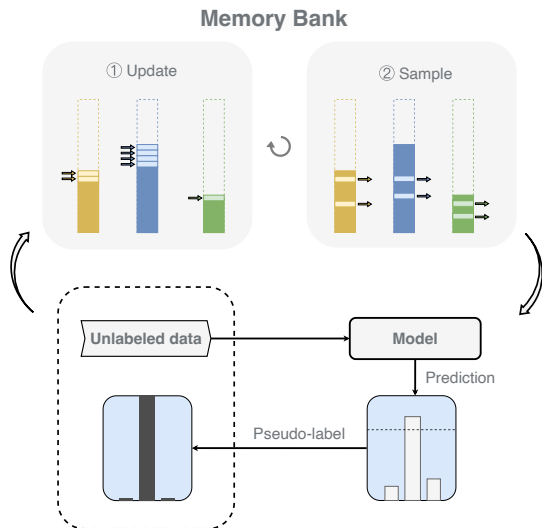 Memory Bank
① Update
② Sample
Unlabeled data
Model
Prediction
Pseudo-label